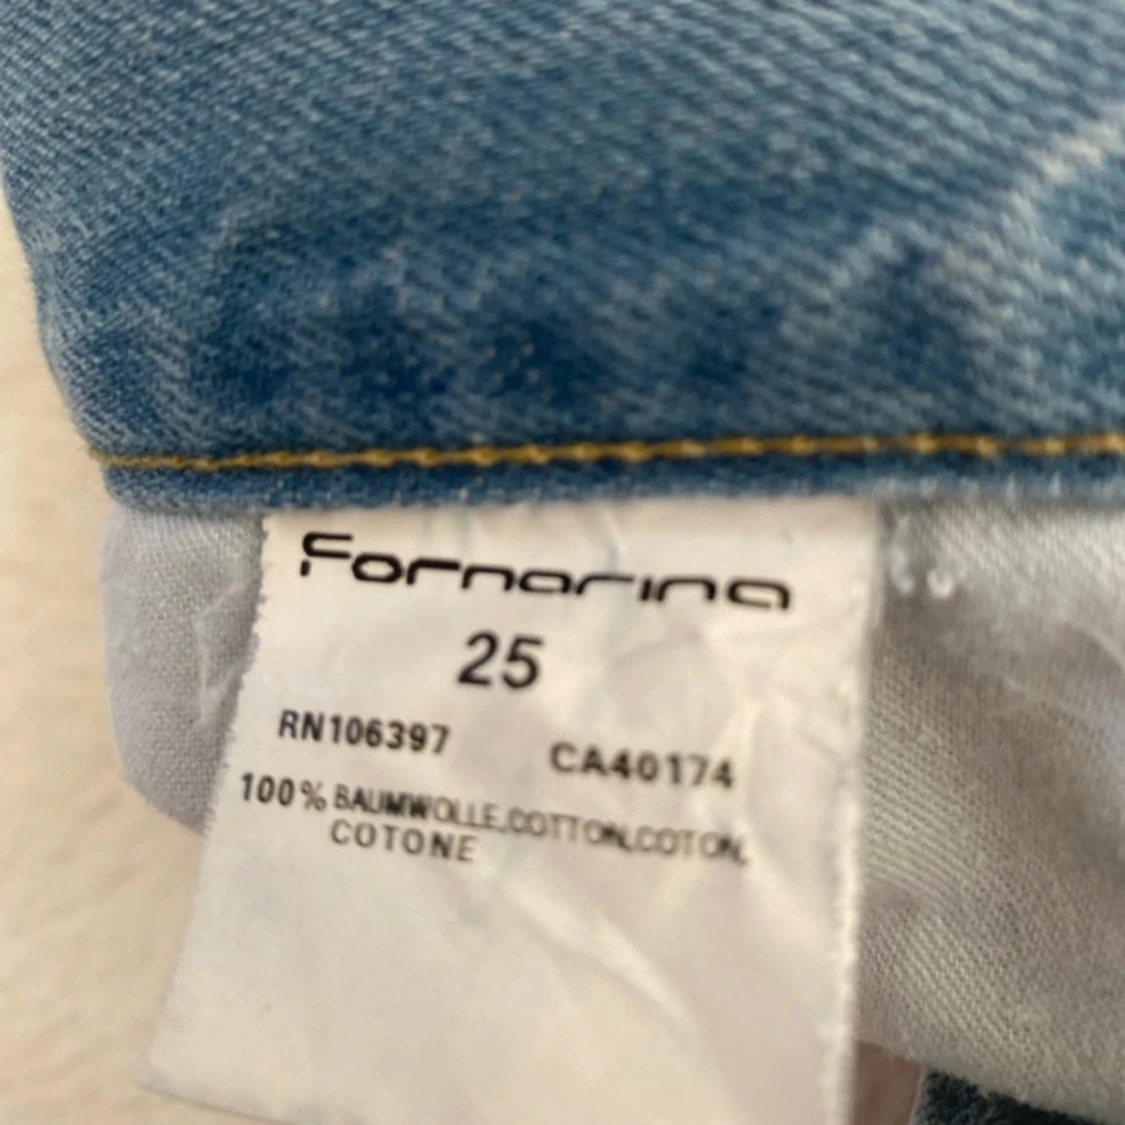 Fornarina
25
RN106397 CA40174
100% BAUMWOLLE,COTTON,COTON,
COTONE